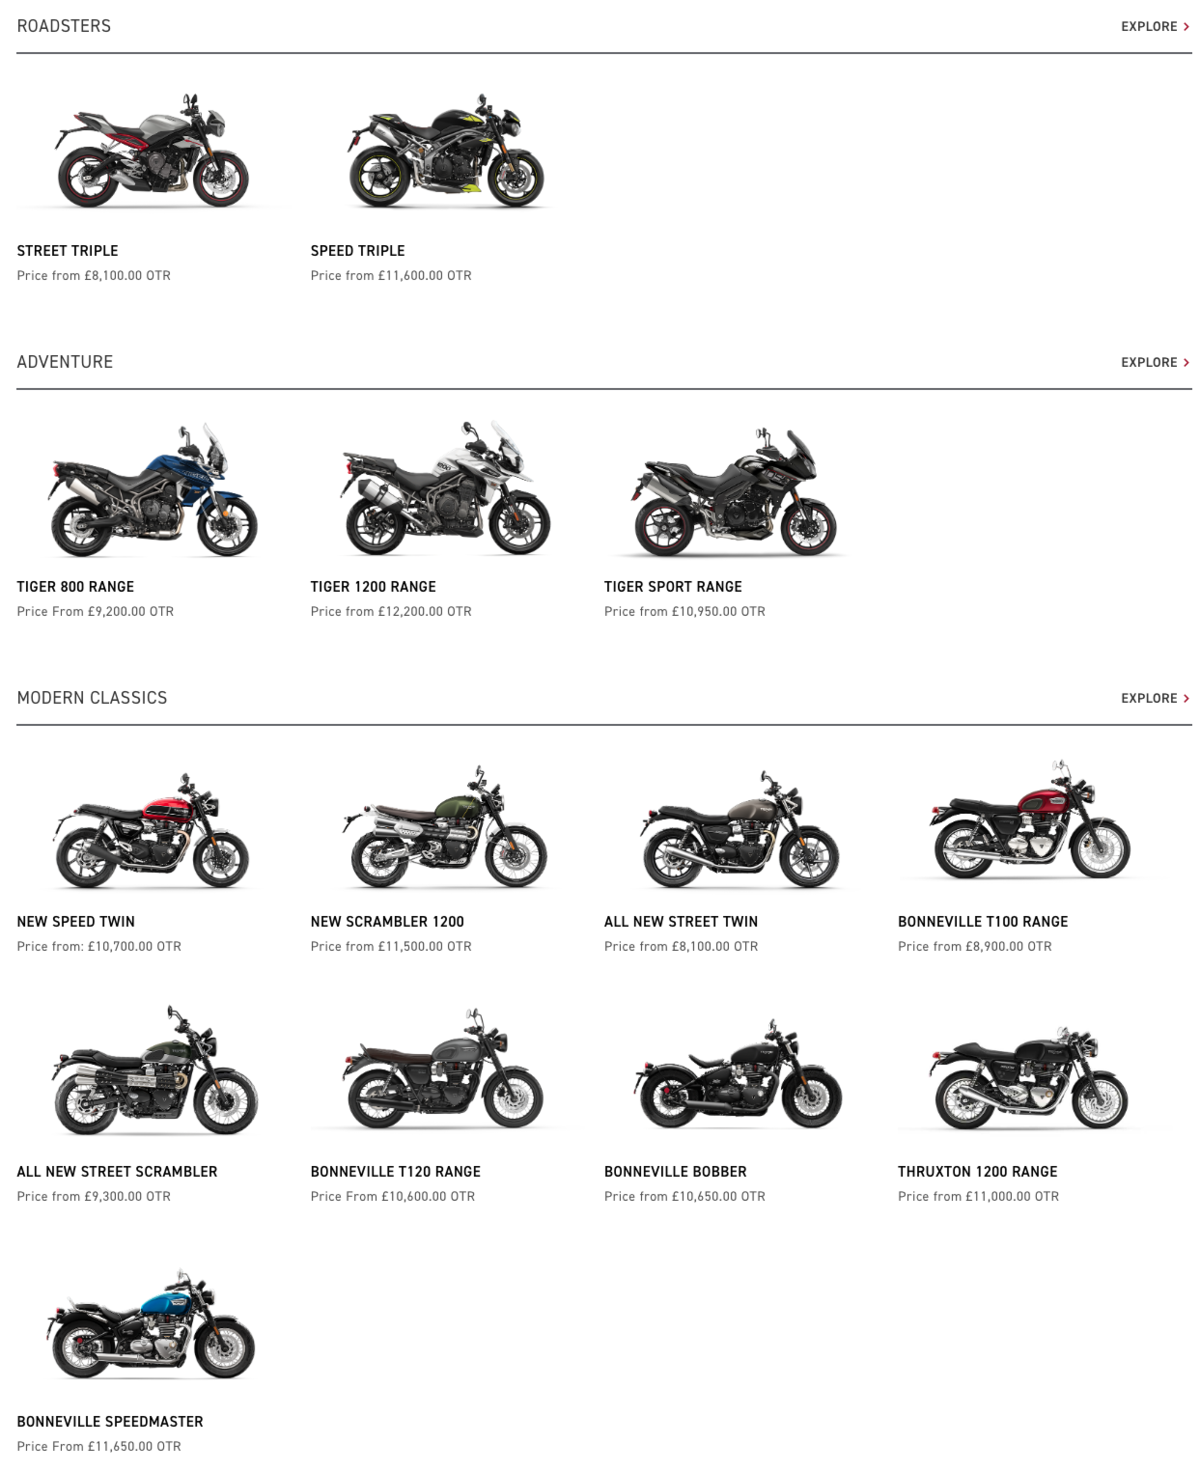 ROADSTERS
EXPLORE >
STREET TRIPLE
SPEED TRIPLE
Price from £8,100.00 OTR
Price from £11,600.00 OTR
ADVENTURE
EXPLORE >
TIGER 800 RANGE
TIGER 1200 RANGE
TIGER SPORT RANGE
Price From £9,200.00 OTR
Price from £12,200.00 OTR
Price from £10,950.00 OTR
MODERN CLASSICS
EXPLORE >
NEW SPEED TWIN
NEW SCRAMBLER 1200
ALL NEW STREET TWIN
BONNEVILLE T100 RANGE
Price from: £10,700.00 OTR
Price from £11,500.00 OTR
Price from £8,100.00 OTR
Price from £8,900.00 OTR
ALL NEW STREET SCRAMBLER
BONNEVILLE T120 RANGE
BONNEVILLE BOBBER
THRUXTON 1200 RANGE
Price from £9,300.00 OTR
Price From £10,600.00 OTR
Price from £10,650.00 OTR
Price from £11,000.00 OTR
BONNEVILLE SPEEDMASTER
Price From £11,650.00 OTR